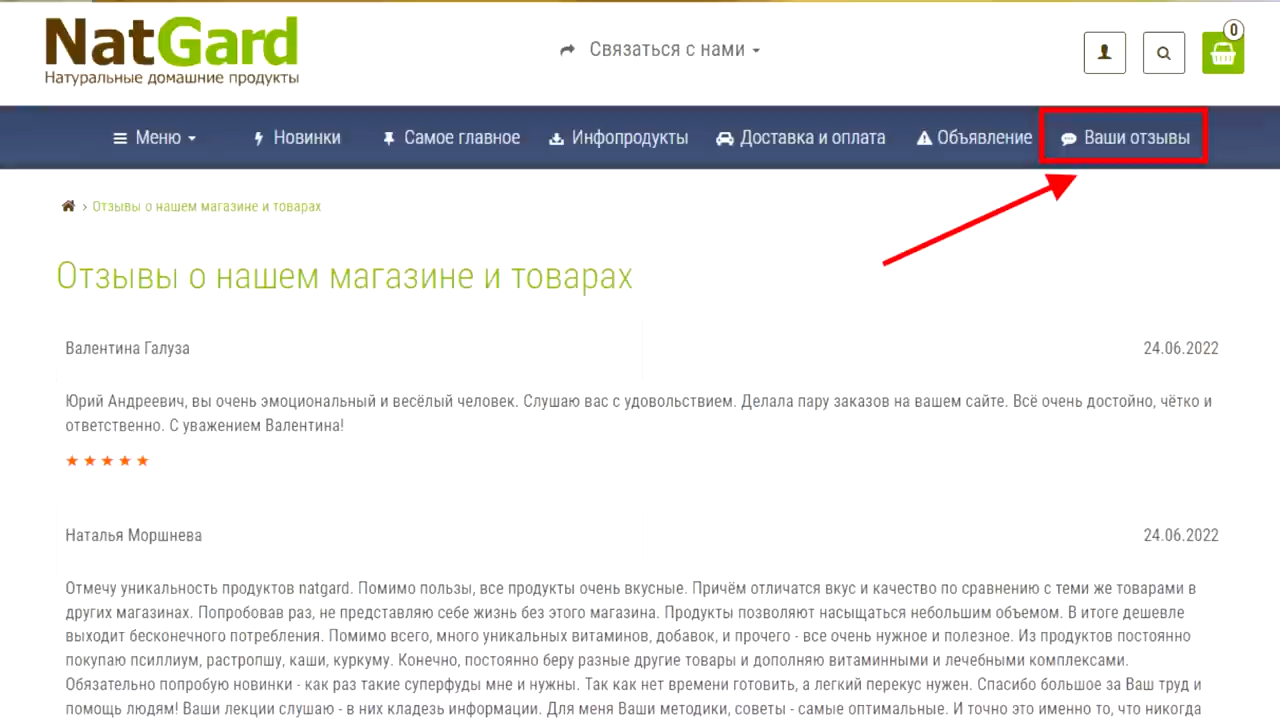 NatGard
Натуральные домашние продукты
Связаться с нами
0
Меню Новинки Самое главное Инфопродукты Доставка и оплата Объявление Ваши отзывы
Отзывы о нашем магазине и товарах
Отзывы о нашем магазине и товарах
Валентина Галуза 24.06.2022
Юрий Андреевич, вы очень эмоциональный и весёлый человек. Слушаю вас с удовольствием. Делала пару заказов на вашем сайте. Всё очень достойно, чётко и
ответственно. С уважением Валентина!
Наталья Моршнева 24.06.2022
Отмечу уникальность продуктов natgard. Помимо пользы, все продукты очень вкусные. Причём отличатся вкус и качество по сравнению с теми же товарами в
других магазинах. Попробовав раз, не представляю себе жизнь без этого магазина. Продукты позволяют насыщаться небольшим объемом. В итоге дешевле
выходит бесконечного потребления. Помимо всего, много уникальных витаминов, добавок, и прочего - все очень нужное и полезное. Из продуктов постоянно
покупаю псиллиум, растропшу, каши, куркуму. Конечно, постоянно беру разные другие товары и дополняю витаминными и лечебными комплексами.
Обязательно попробую новинки - как раз такие суперфуды мне и нужны. Так как нет времени готовить, а легкий перекус нужен. Спасибо большое за Ваш труд и
помощь людям! Ваши лекции слушаю - в них кладезь информации. Для меня Ваши методики, советы - самые оптимальные. И точно это именно то, что никогда